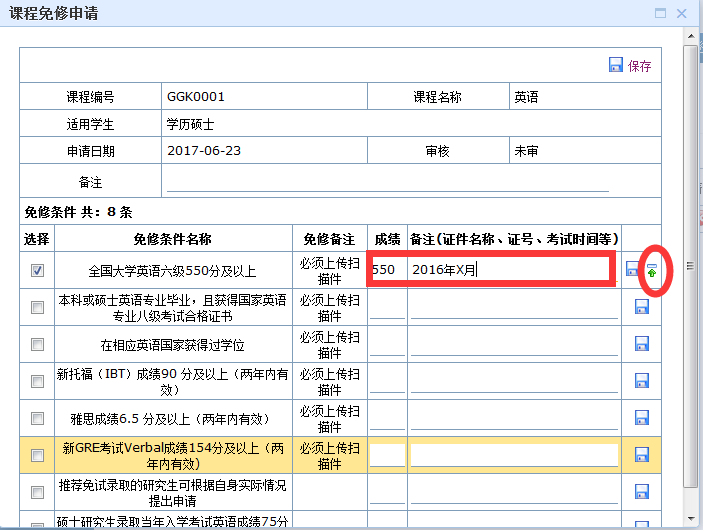 课程免修申请
保存
课程编号 GGK0001 课程名称 英语
适用学生 学历硕士
申请日期 2017-06-23 审核 未审
备注
免修条件 共：8 条
选择 免修条件名称 免修备注 成绩 备注(证件名称、证号、考试时间等)
全国大学英语六级550分及以上 必须上传扫 550 2016年X月
描件
本科或硕士英语专业毕业，且获得国家英语 必须上传扫
专业八级考试合格证书 描件
在相应英语国家获得过学位 必须上传扫
描件
新托福（IBT）成绩90 分及以上（两年内有 必须上传扫
效） 描件
雅思成绩6.5 分及以上（两年内有效） 必须上传扫
描件
新GRE考试Verbal成绩154分及以上（两 必须上传扫
年内有效） 描件
推荐免试录取的研究生可根据自身实际情况
提出申请
硕士研究生录取当年入学考试英语成绩75分